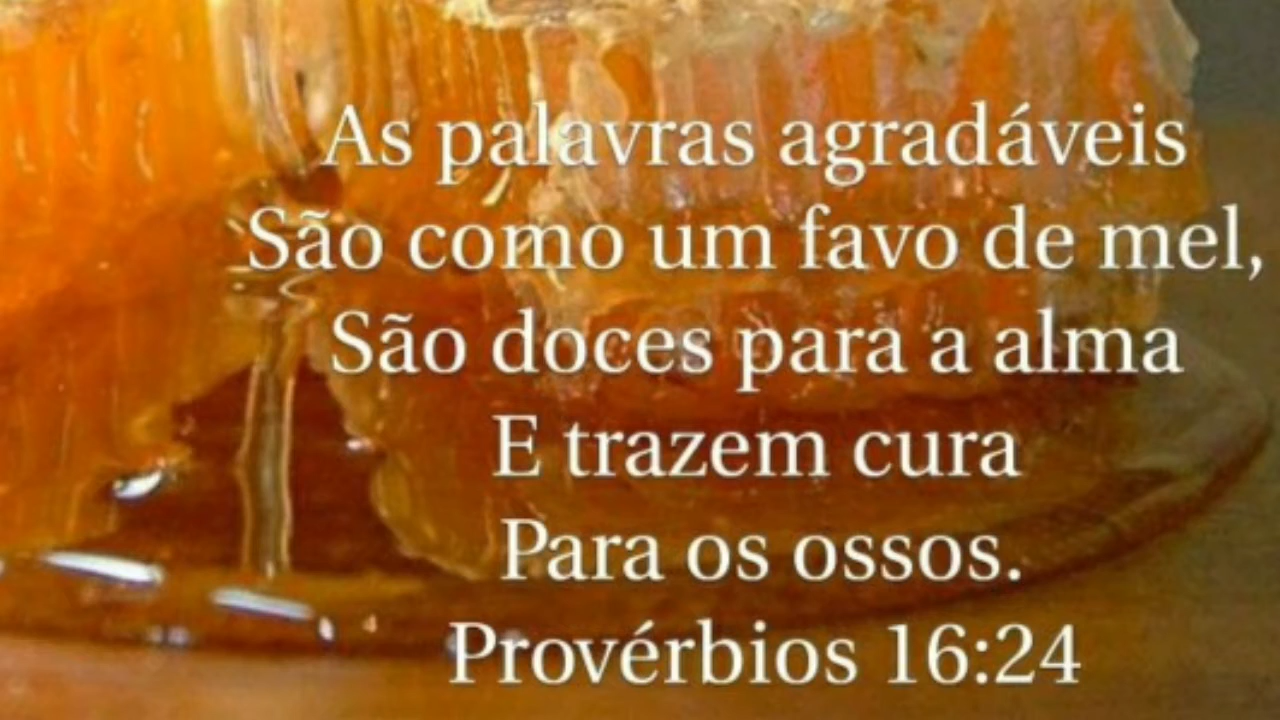 As palavras agradáveis
São como um favo de mel,
São doces para a alma
E trazem cura
Para os ossos.
Provérbios 16:24